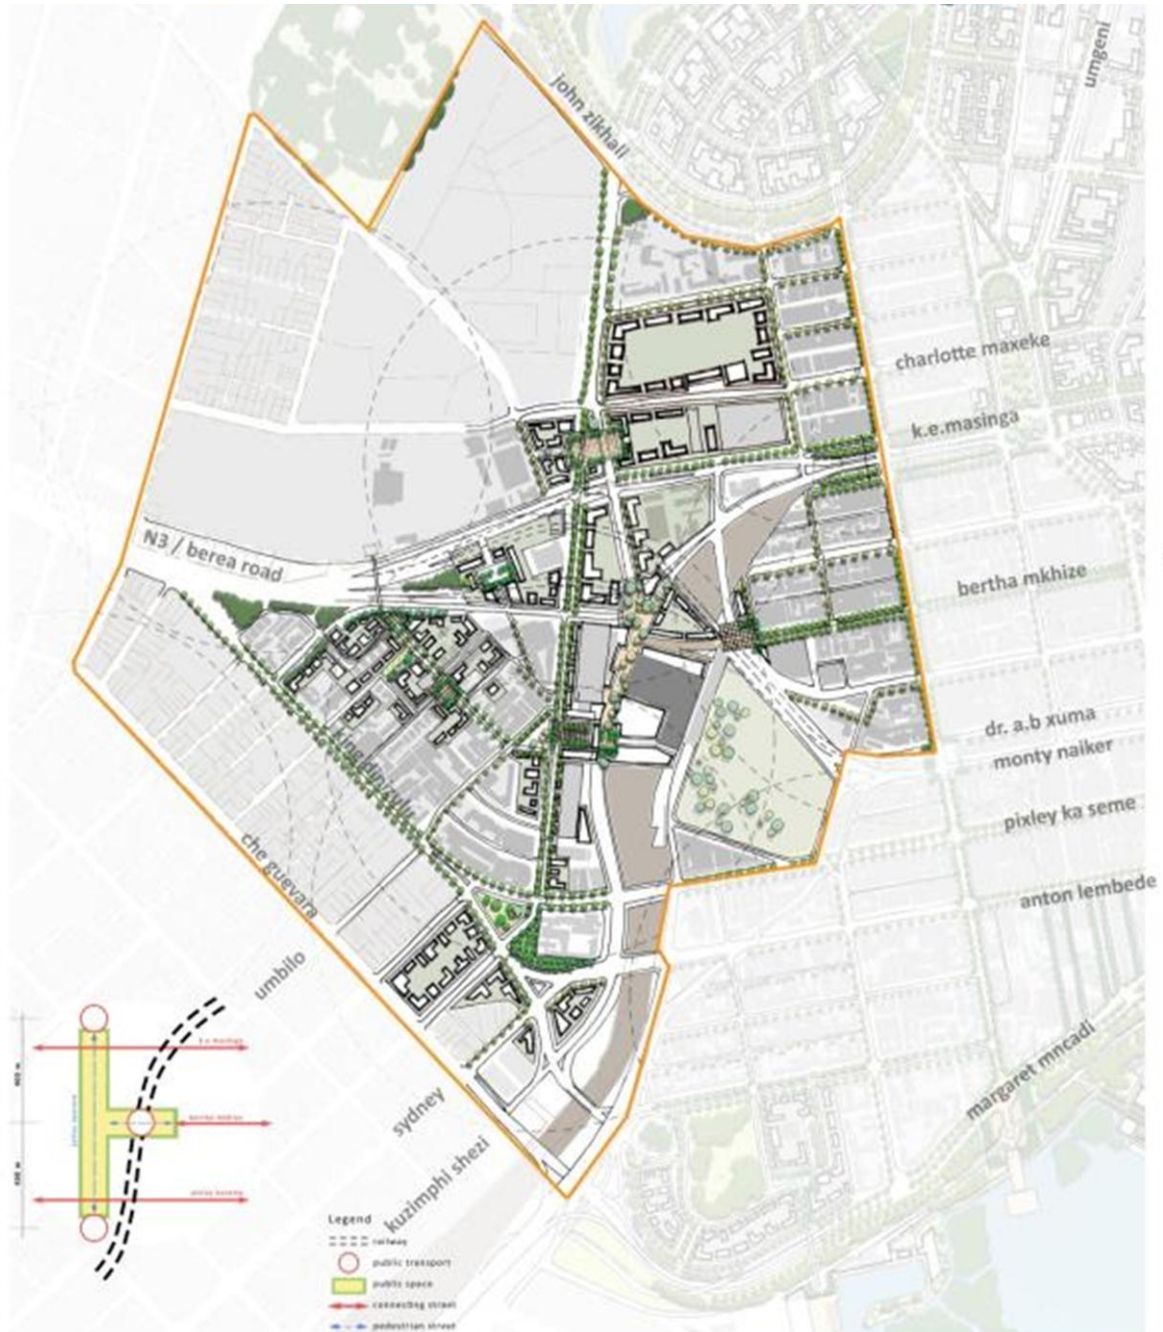 umgeni
john zikhali
charlotte maxeke
k.e.masinga
N3 / berea road
bertha mkhize
dr. a.b xuma
monty naiker
pixley ka seme
che guevara
anton lembede
umbilo
k.e masinga
margaret mncadi
sydney
kuzimphi shezi
Legend
railway
public transport
public space
connecting street
pedestrian street